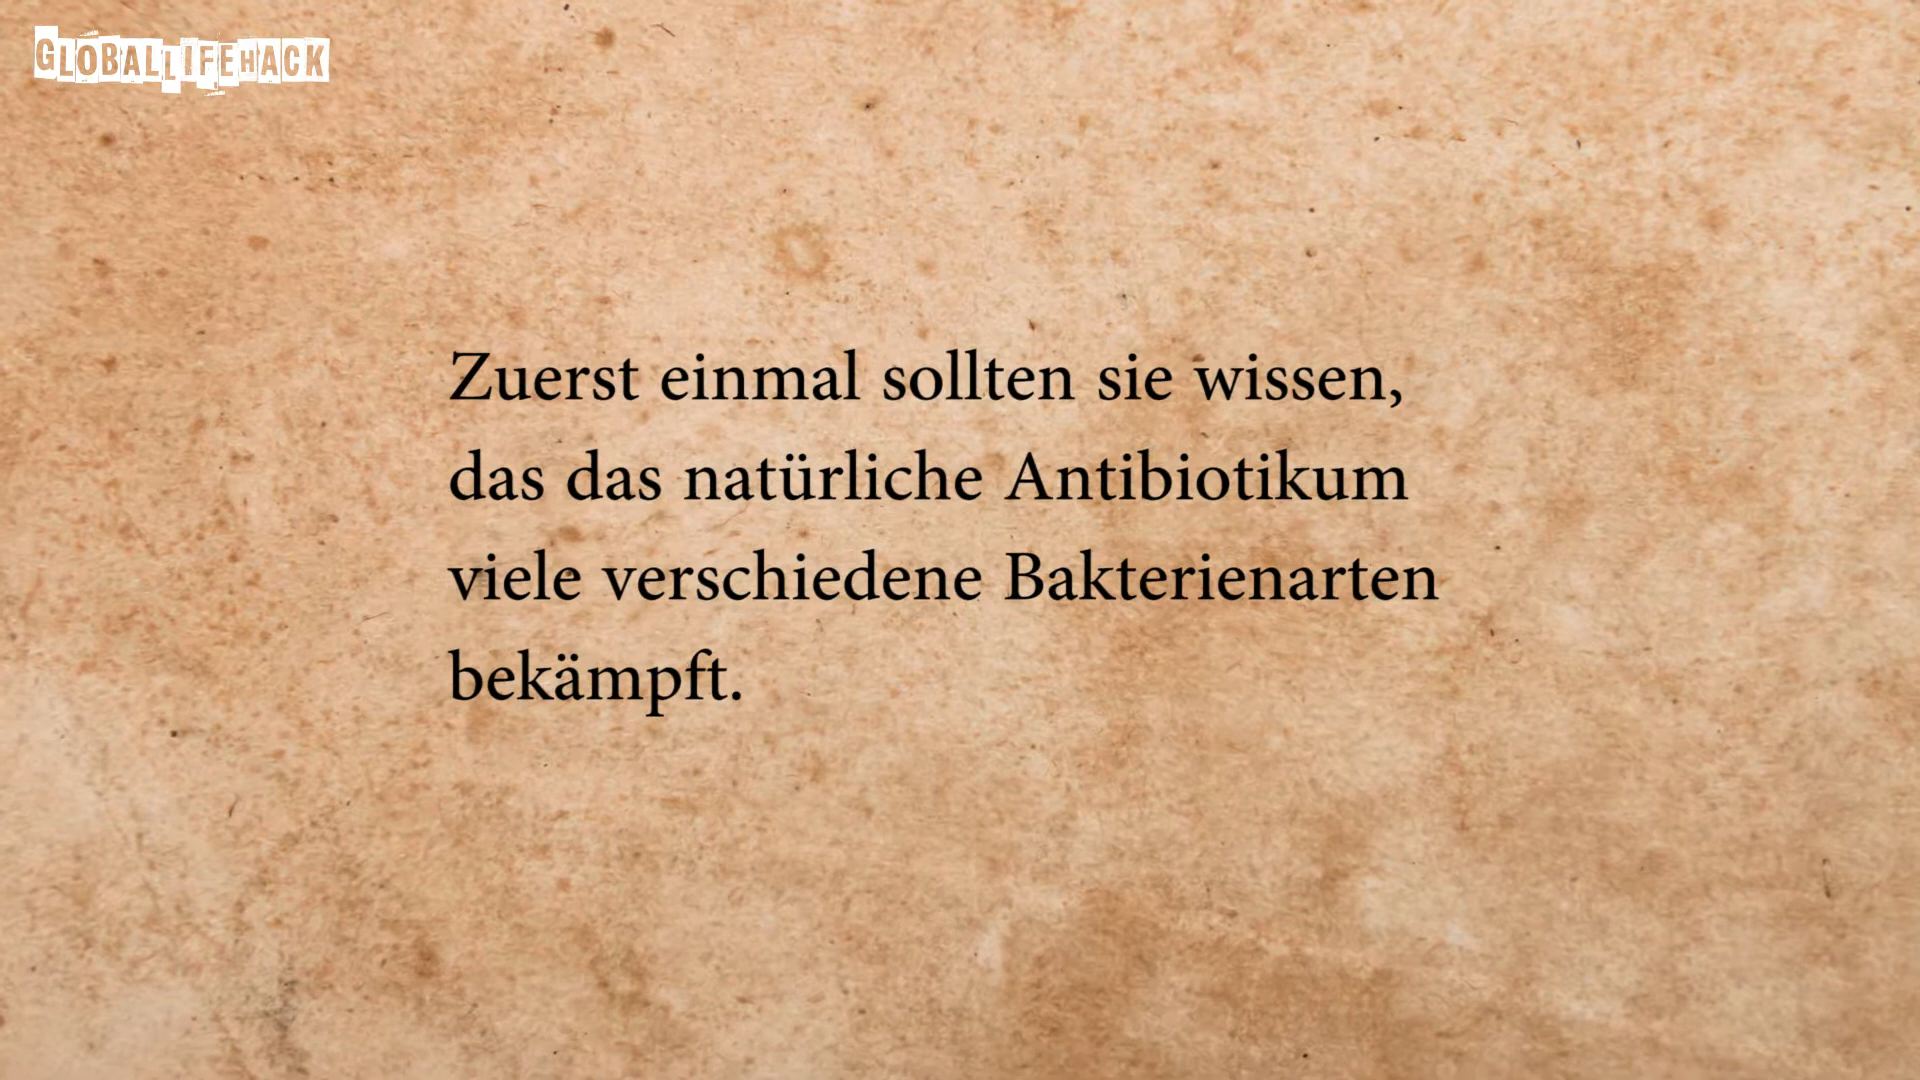 GLOBALLIFEHACK
Zuerst einmal sollten sie wissen,
das das natürliche Antibiotikum
viele verschiedene Bakterienarten
bekämpft.